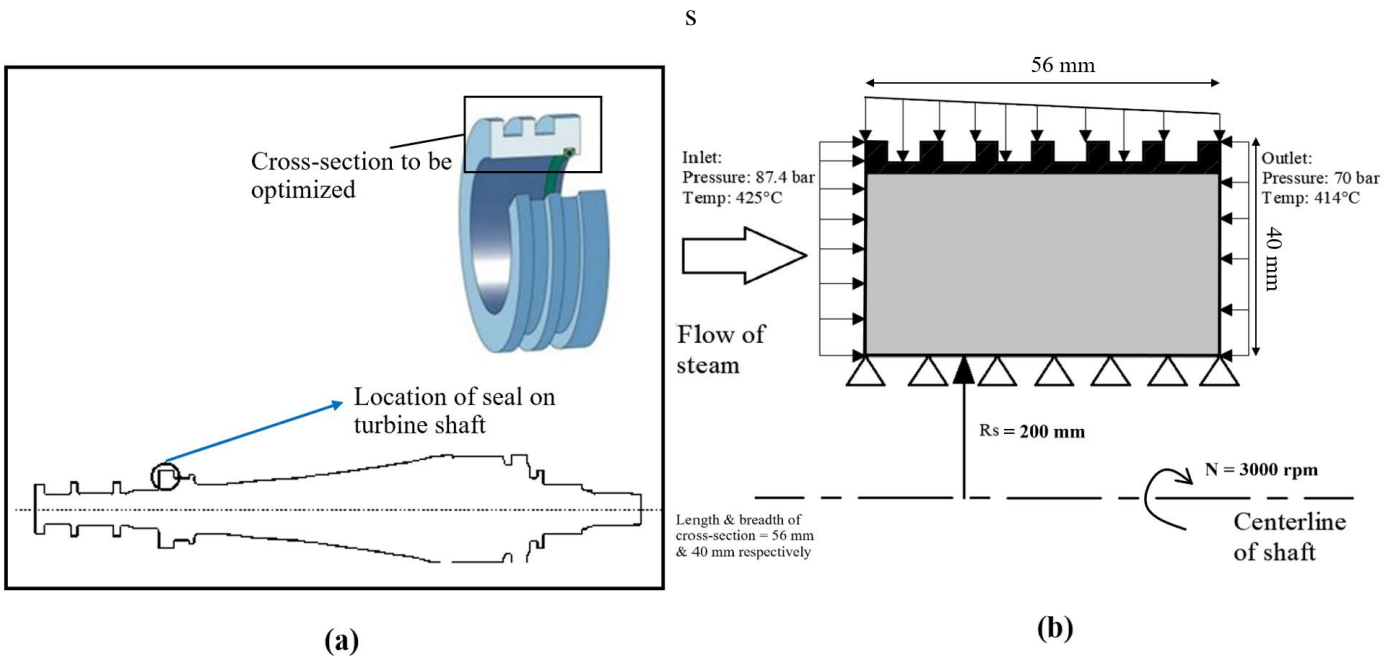 S
Cross-section to be
optimized
Location of seal on
turbine shaft
(a)
56 mm
Inlet:
Pressure: 87.4 bar
Temp: 425°C
Outlet:
Pressure: 70 bar
Temp: 414°C
40 mm
Flow of
steam
Rs = 200 mm
N = 3000 rpm
Centerline
of shaft
Length & breadth of
cross-section = 56 mm
& 40 mm respectively
(b)